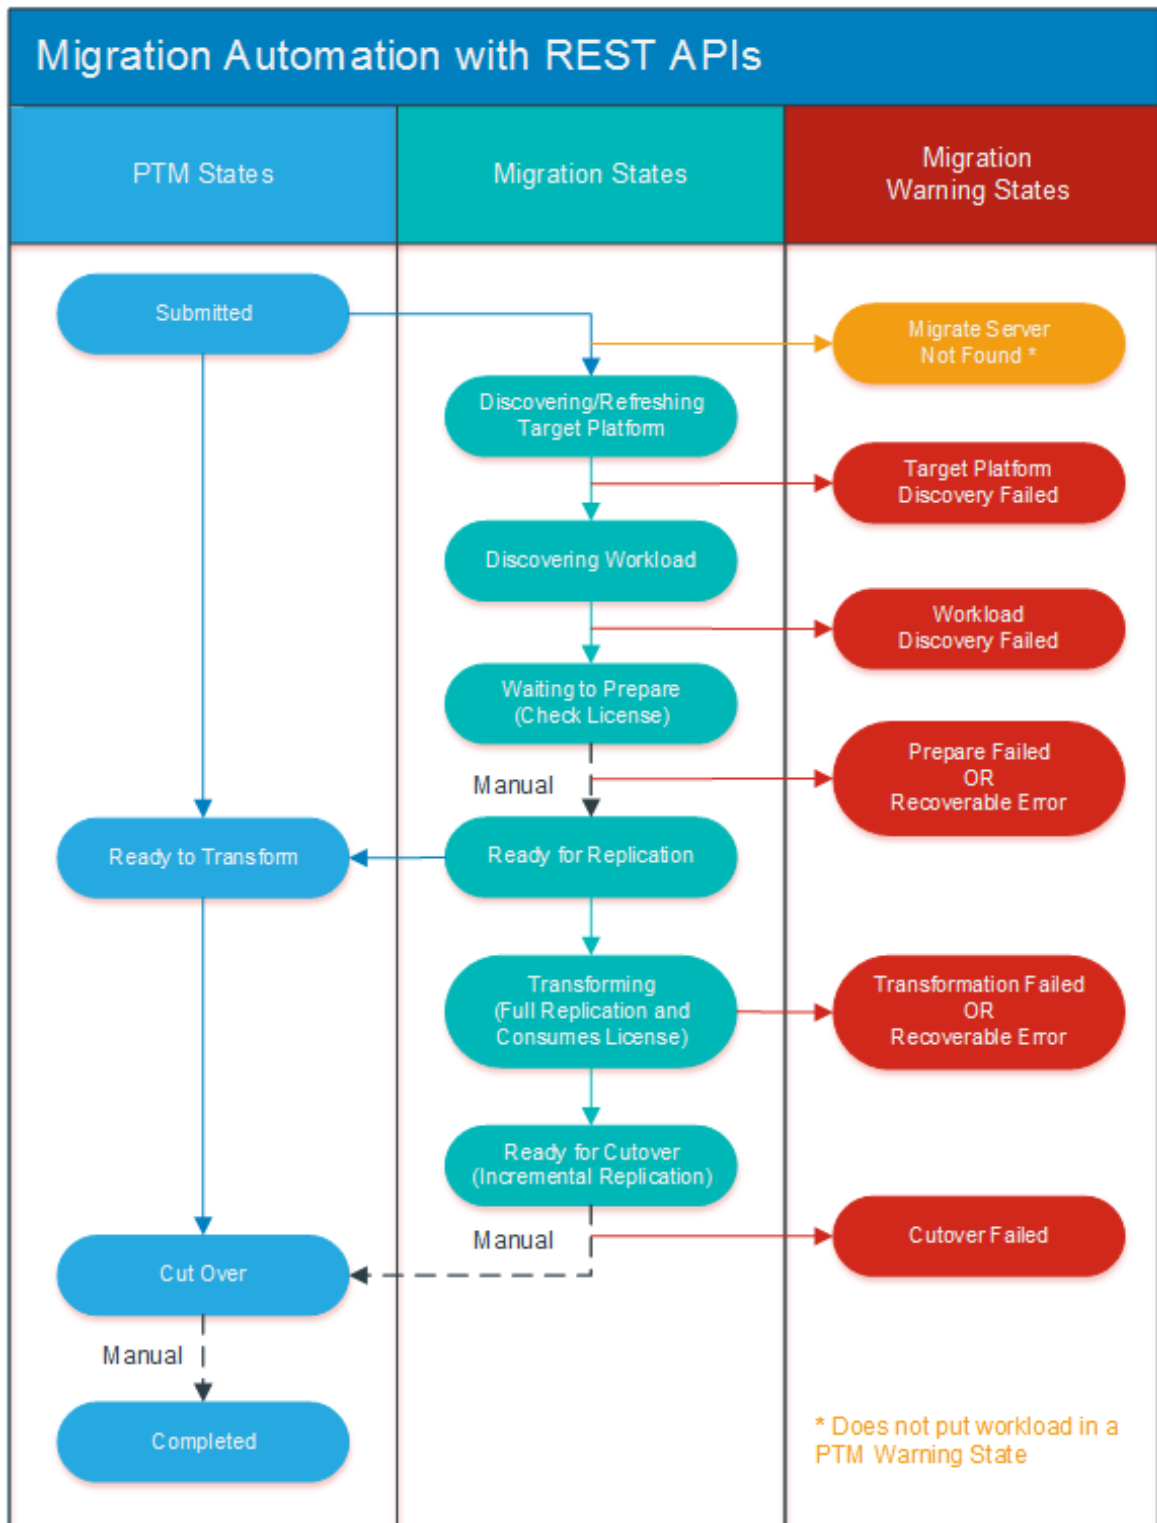 Migration Automation with REST APIs
PTM States
Migration States
Migration
Warning States
Submitted
Migrate Server
Not Found *
Discovering/Refreshing
Target Platform
Target Platform
Discovery Failed
Discovering Workload
Workload
Discovery Failed
Waiting to Prepare
(Check License)
Manual
Prepare Failed
OR
Recoverable Error
Ready to Transform
Ready for Replication
Transforming
(Full Replication and
Consumes License)
Transformation Failed
OR
Recoverable Error
Ready for Cutover
(Incremental Replication)
Manual
Cutover Failed
Cut Over
Manual
Completed
* Does not put workload in a
PTM Warning State